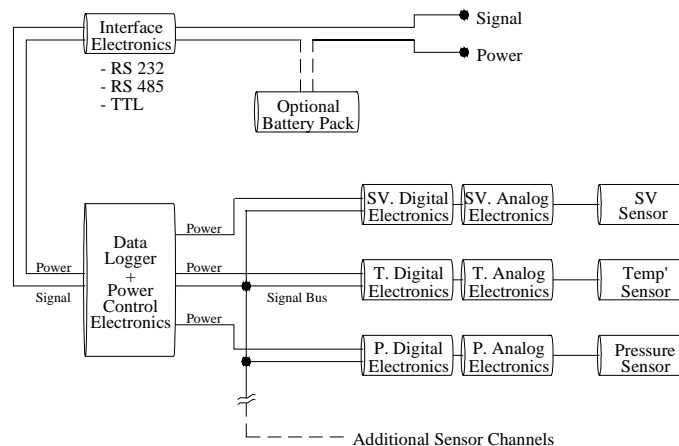 Interface
Electronics
- RS 232
- RS 485
- TTL
Signal
Power
Optional
Battery Pack
Data
Logger
+
Power
Control
Electronics
Power
Signal
Power
Power
Power
Signal Bus
SV. Digital
Electronics
SV. Analog
Electronics
SV
Sensor
T. Digital
Electronics
T. Analog
Electronics
Temp'
Sensor
P. Digital
Electronics
P. Analog
Electronics
Pressure
Sensor
Additional Sensor Channels